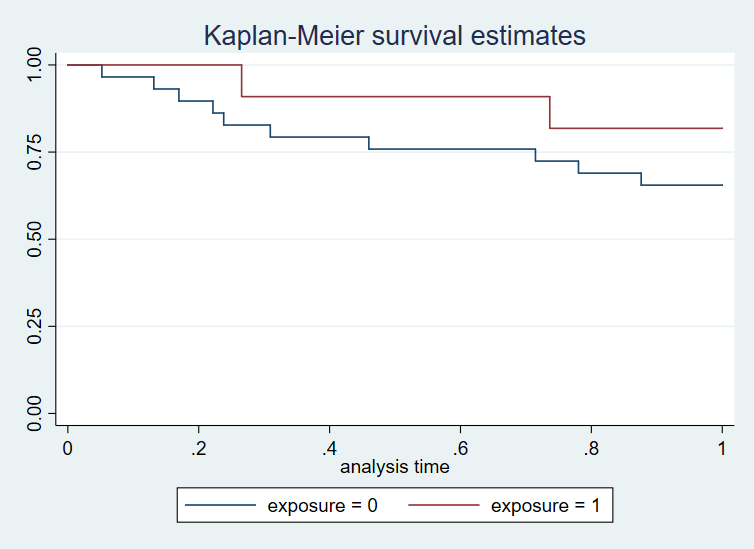 Kaplan-Meier survival estimates
1.00
0.75
0.50
0.25
0.00
0 .2 .4 .6 .8 1
analysis time
exposure = 0 exposure = 1